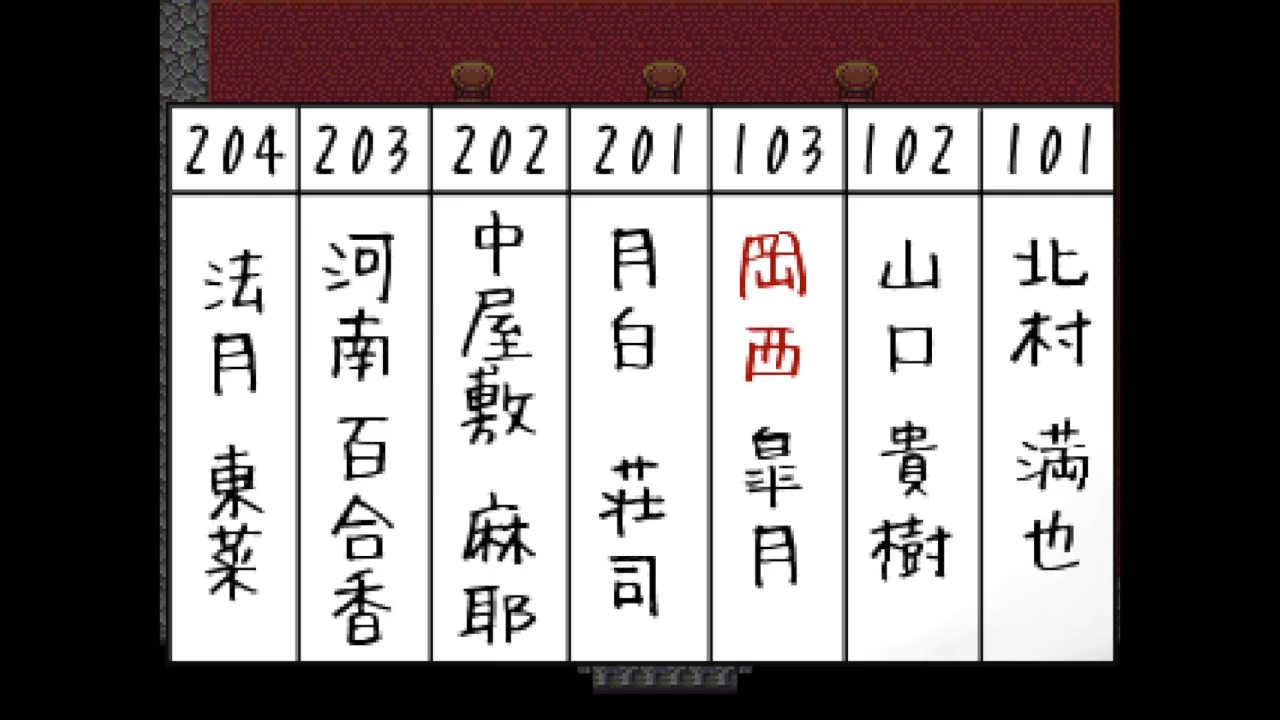 101
北村 満也
102
山口 貴樹
103
岡西 皐月
201
月白 荘司
202
中屋敷 麻耶
203
河南 百合香
204
法月 東菜